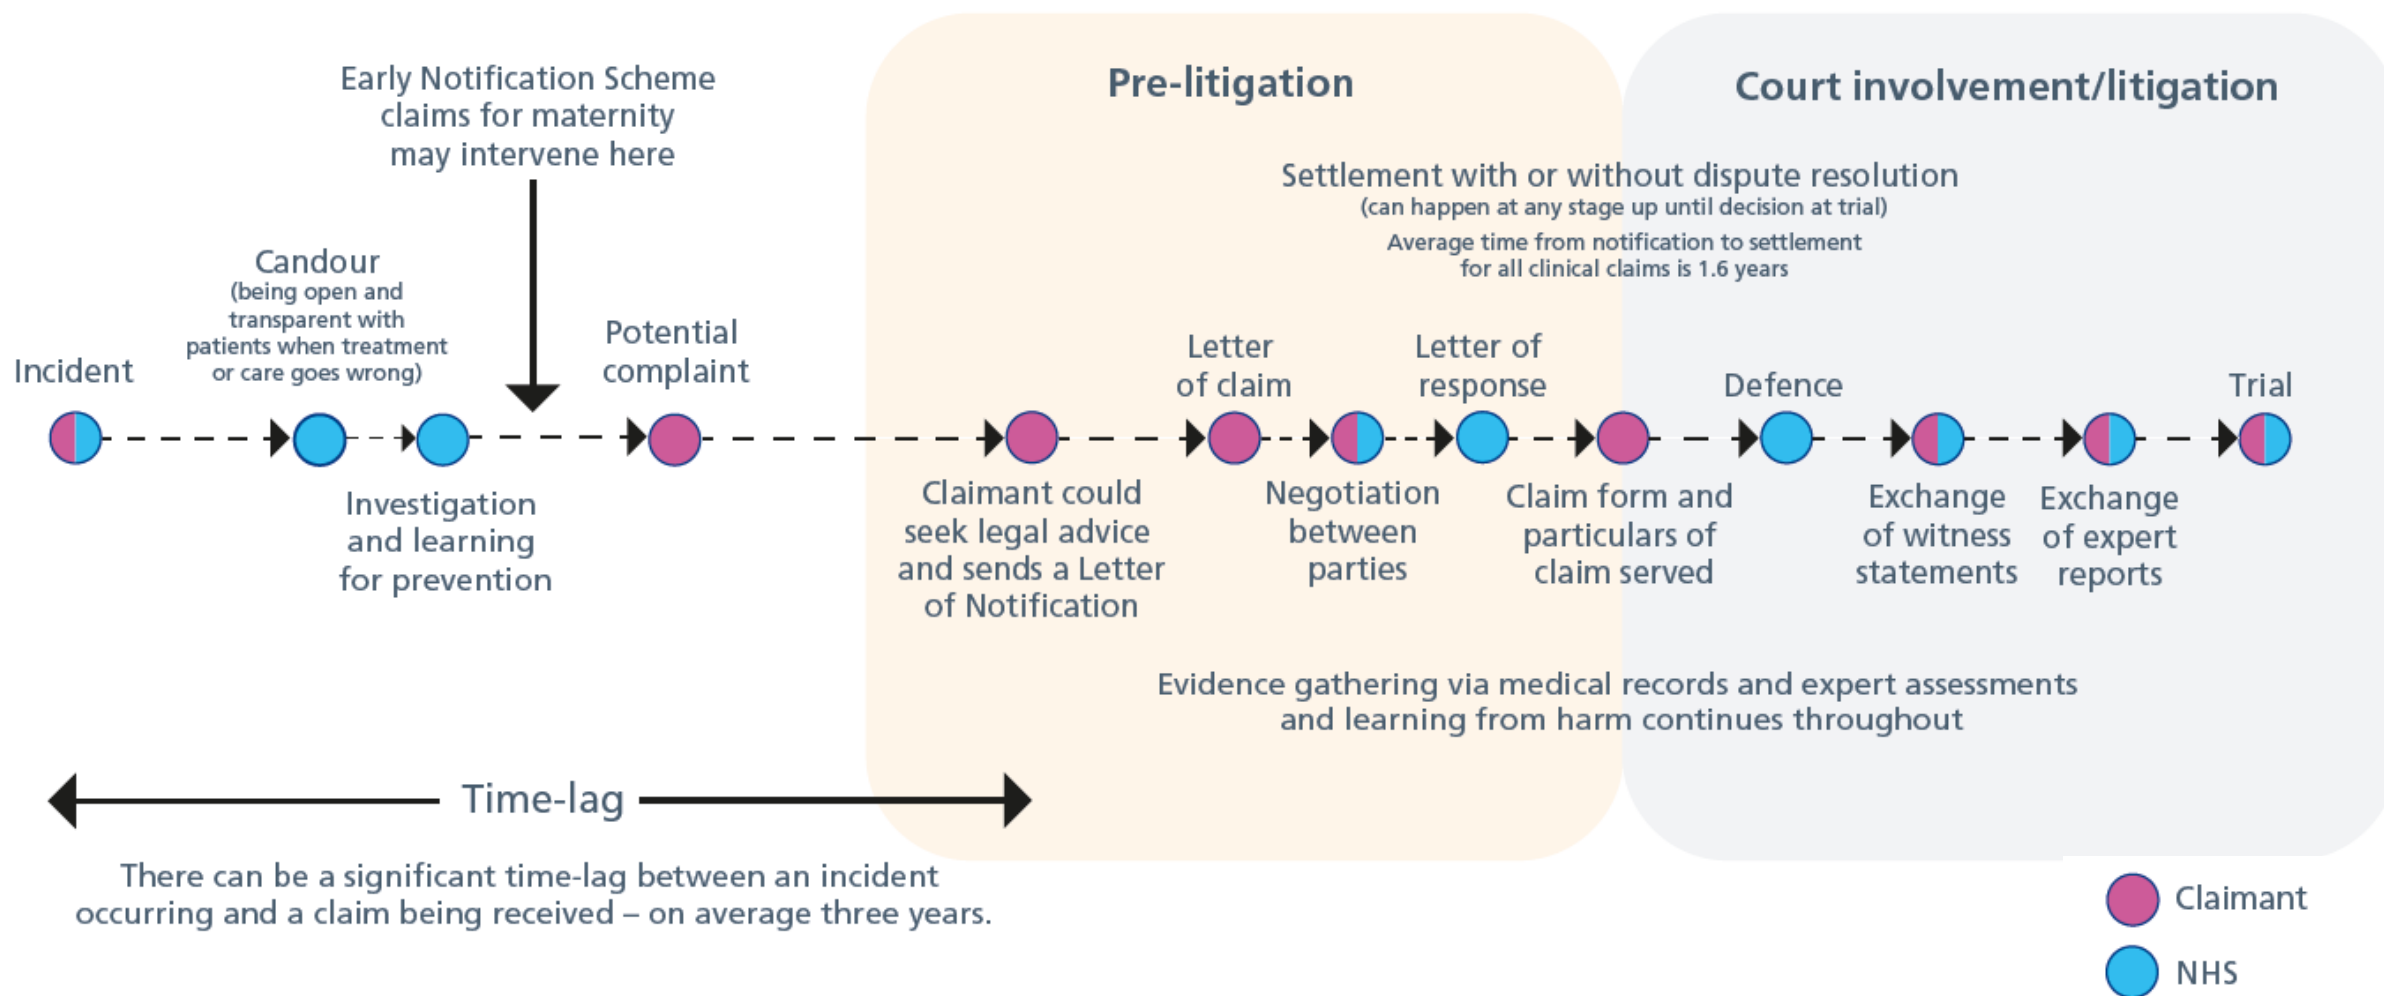 Early Notification Scheme
claims for maternity
may intervene here
Pre-litigation
Court involvement/litigation
Settlement with or without dispute resolution
(can happen at any stage up until decision at trial)
Average time from notification to settlement
for all clinical claims is 1.6 years
Incident
Candour
(being open and
transparent with
patients when treatment
or care goes wrong)
Investigation
and learning
for prevention
Potential
complaint
Claimant could
seek legal advice
and sends a Letter
of Notification
Letter
of claim
Negotiation
between
parties
Letter of
response
Claim form and
particulars of
claim served
Defence
Exchange
of witness
statements
Exchange
of expert
reports
Trial
Evidence gathering via medical records and expert assessments
and learning from harm continues throughout
Time-lag
There can be a significant time-lag between an incident
occurring and a claim being received – on average three years.
Claimant
NHS